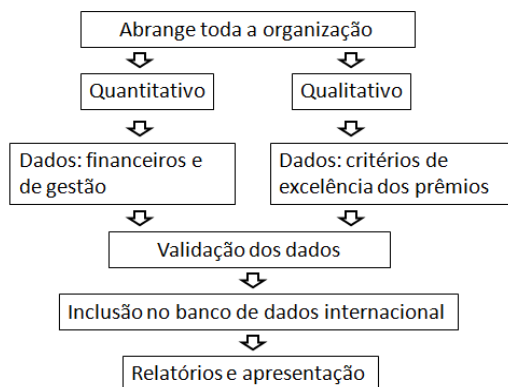 Abrange toda a organização
Quantitativo
Qualitativo
Dados: financeiros e
de gestão
Dados: critérios de
excelência dos prêmios
Validação dos dados
Inclusão no banco de dados internacional
Relatórios e apresentação